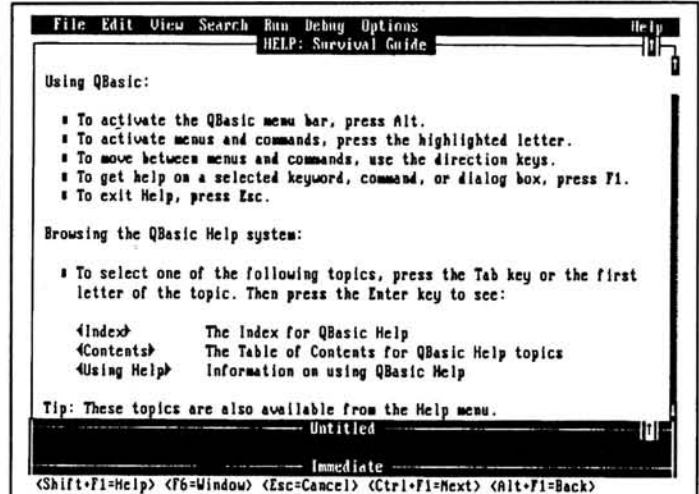 File Edit View Search Run Debug Options Help
HELP: Survival Guide
Using QBasic:
To activate the QBasic menu bar, press Alt.
To activate menus and commands, press the highlighted letter.
To move between menus and commands, use the direction keys.
To get help on a selected keyword, command, or dialog box, press F1.
To exit Help, press Esc.
Browsing the QBasic Help system:
To select one of the following topics, press the Tab key or the first
letter of the topic. Then press the Enter key to see:
◄Index► The Index for QBasic Help
◄Contents► The Table of Contents for QBasic Help topics
◄Using Help► Information on using QBasic Help
Tip: These topics are also available from the Help menu.
Untitled
Immediate
<Shift+F1=Help> <F6=Window> <Esc=Cancel> <Ctrl+F1=Next> <Alt+F1=Back>